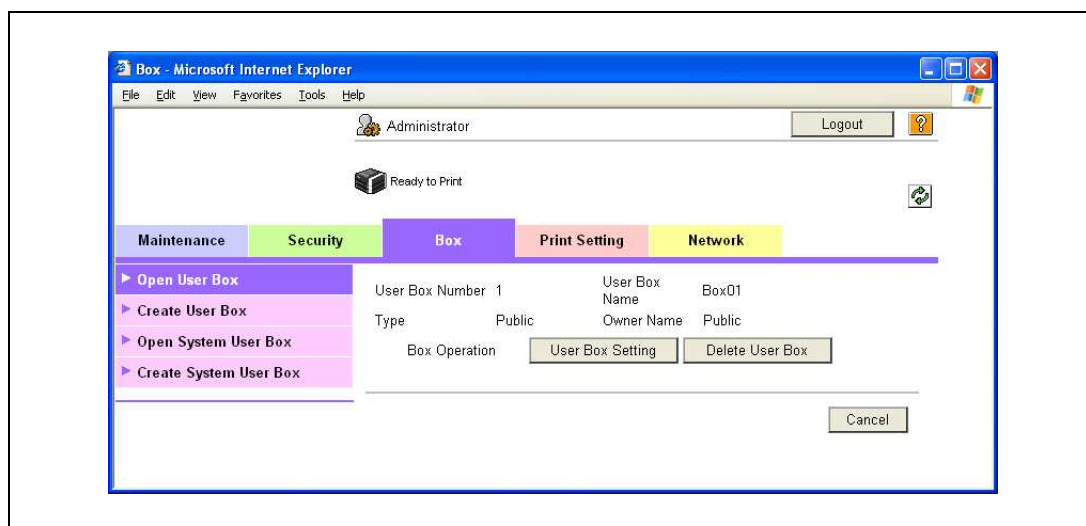 Box - Microsoft Internet Explorer
File Edit View Favorites Tools Help
Administrator Logout ?
Ready to Print
Maintenance Security Box Print Setting Network
Open User Box
Create User Box
Open System User Box
Create System User Box
User Box Number 1 User Box Name Box01
Type Public Owner Name Public
Box Operation User Box Setting Delete User Box
Cancel